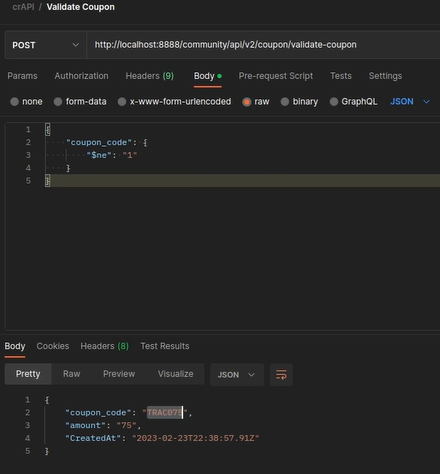 crAPI / Validate Coupon
POST http://localhost:8888/community/api/v2/coupon/validate-coupon
Params Authorization Headers (9) Body Pre-request Script Tests Settings
none form-data x-www-form-urlencoded raw binary GraphQL JSON
1 {
2 "coupon_code": {
3 "$ne": "1"
4 }
5 }
Body Cookies Headers (8) Test Results
Pretty Raw Preview Visualize JSON
1 {
2 "coupon_code": "TRAC075",
3 "amount": "75",
4 "CreatedAt": "2023-02-23T22:38:57.91Z"
5 }